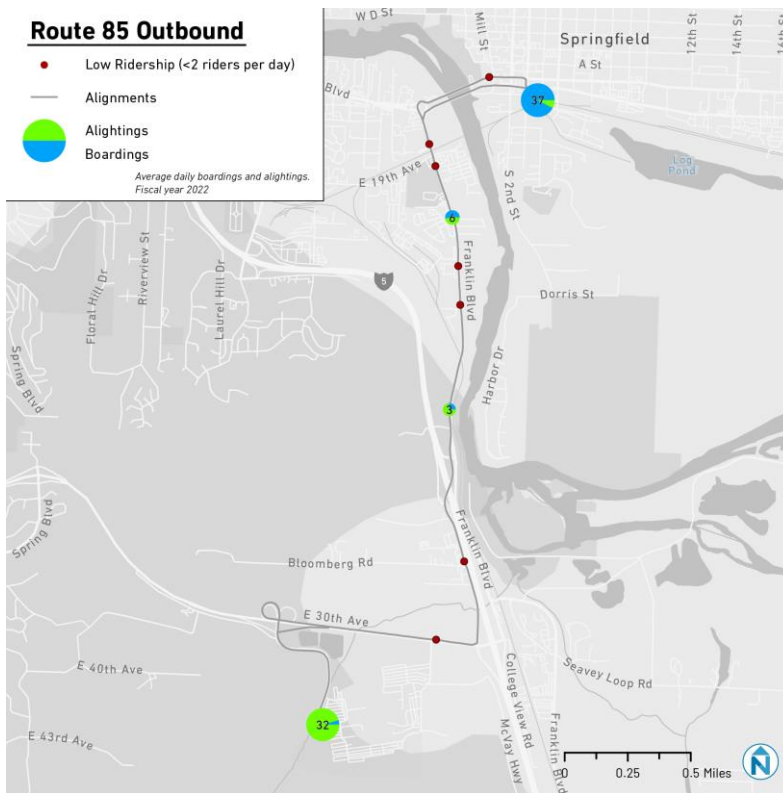 Route 85 Outbound
Low Ridership (<2 riders per day)
Alignments
Alightings
Boardings
Average daily boardings and alightings.
Fiscal year 2022
W D St
Mill St
Springfield
12th St
14th St
16th St
A St
Blvd
37
E 19th Ave
S 2nd St
Log
Pond
6
Franklin Blvd
5
Dorris St
Floral Hill Dr
Riverview St
Laurel Hill Dr
Harbor Dr
Spring Blvd
3
Spring Blvd
Franklin Blvd
Bloomberg Rd
E 30th Ave
E 40th Ave
Seavey Loop Rd
College View Rd
McVay Hwy
Franklin Blvd
32
E 43rd Ave
0 0.25 0.5 Miles
N